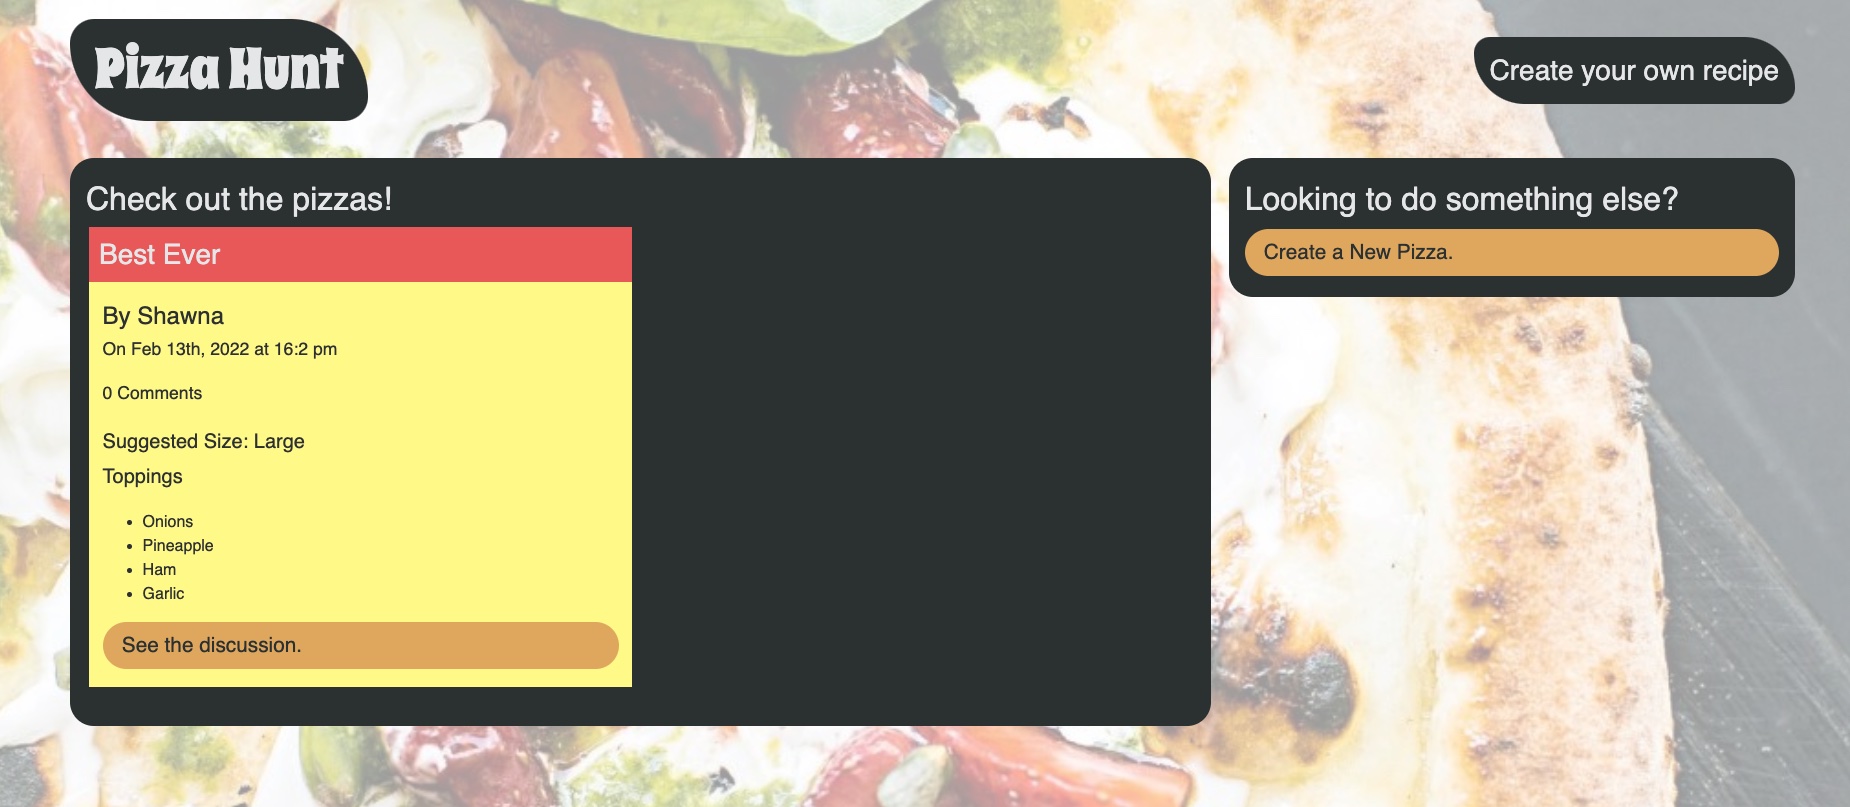 Pizza Hunt
Create your own recipe
Check out the pizzas!
Best Ever
By Shawna
On Feb 13th, 2022 at 16:2 pm
0 Comments
Suggested Size: Large
Toppings
Onions
Pineapple
Ham
Garlic
See the discussion.
Looking to do something else?
Create a New Pizza.